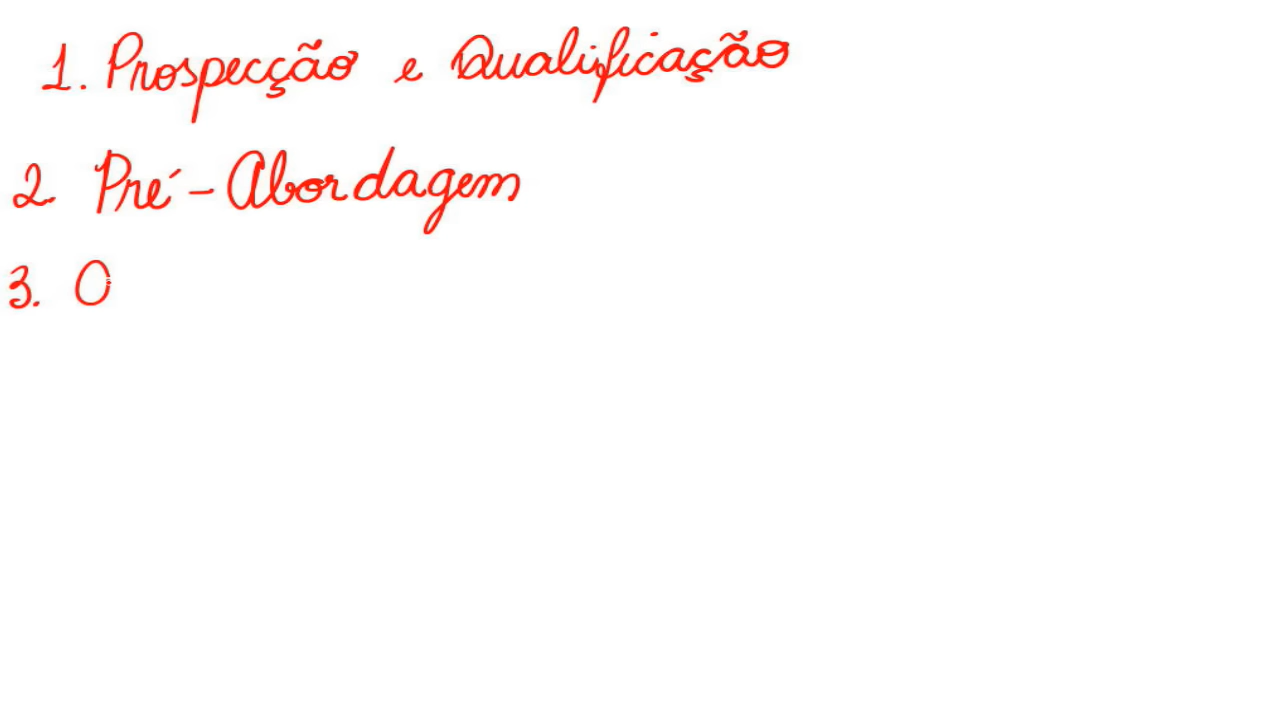 1. Prospecção e Qualificação
2. Pré-Abordagem
3. O